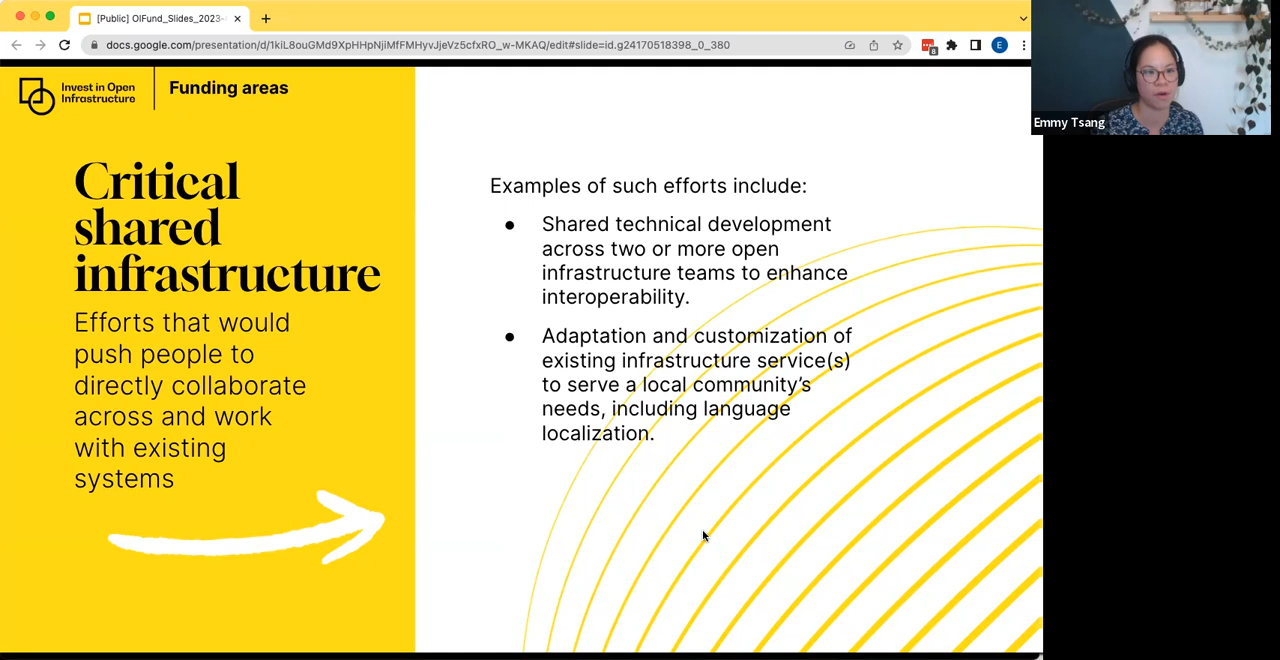 [Public] OIFund_Slides_2023-
docs.google.com/presentation/d/1kiL8ouGMd9XpHHpNjiMfFMHyvJjeVz5cfxRO_w-MKAQ/edit#slide=id.g24170518398_0_380
8
E
Emmy Tsang
Invest in Open
Infrastructure
Funding areas
Critical
shared
infrastructure
Efforts that would
push people to
directly collaborate
across and work
with existing
systems
Examples of such efforts include:
● Shared technical development
across two or more open
infrastructure teams to enhance
interoperability.
● Adaptation and customization of
existing infrastructure service(s)
to serve a local community’s
needs, including language
localization.